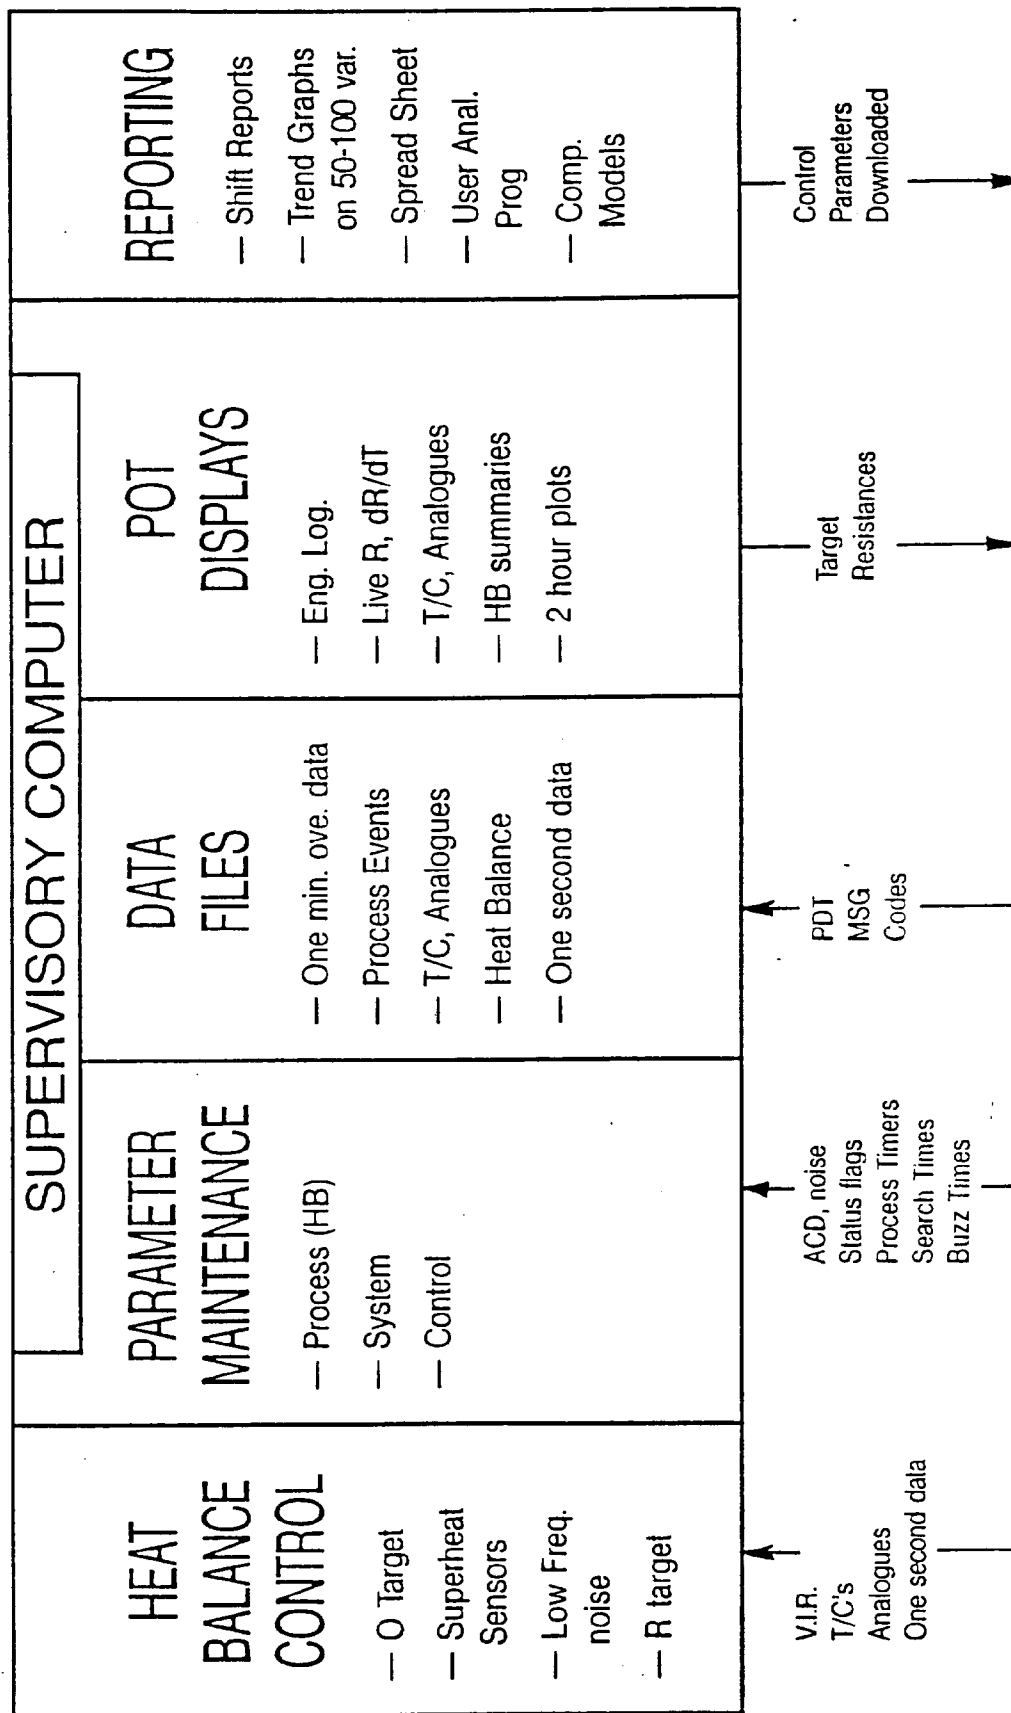 SUPERVISORY COMPUTER
HEAT
BALANCE
CONTROL
— O Target
— Superheat
Sensors
— Low Freq.
noise
— R target
PARAMETER
MAINTENANCE
— Process (HB)
— System
— Control
DATA
FILES
— One min. ove. data
— Process Events
— T/C, Analogues
— Heat Balance
— One second data
POT
DISPLAYS
— Eng. Log.
— Live R, dR/dT
— T/C, Analogues
— HB summaries
— 2 hour plots
REPORTING
— Shift Reports
— Trend Graphs
on 50-100 var.
— Spread Sheet
— User Anal.
Prog
— Comp.
Models
V.I.R.
T/C's
Analogues
One second data
ACD, noise
Status flags
Process Timers
Search Times
Buzz Times
PDT
MSG
Codes
Target
Resistances
Control
Parameters
Downloaded